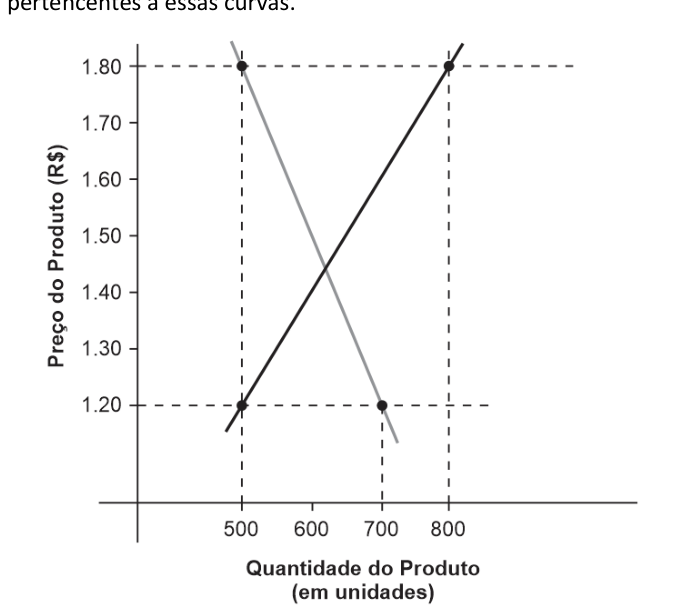 pertencentes a essas curvas.
1.80
1.70
1.60
1.50
1.40
1.30
1.20
Preço do Produto (R$)
500 600 700 800
Quantidade do Produto
(em unidades)